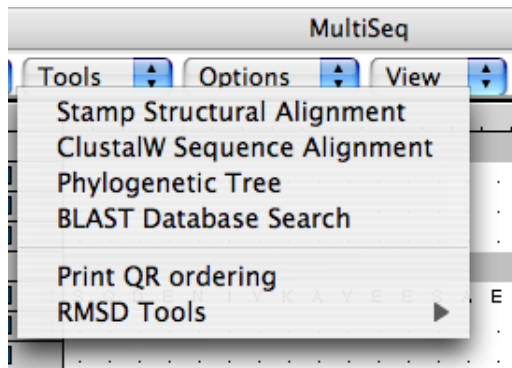 MultiSeq
Tools Options View
Stamp Structural Alignment
ClustalW Sequence Alignment
Phylogenetic Tree
BLAST Database Search
Print QR ordering
RMSD Tools
E